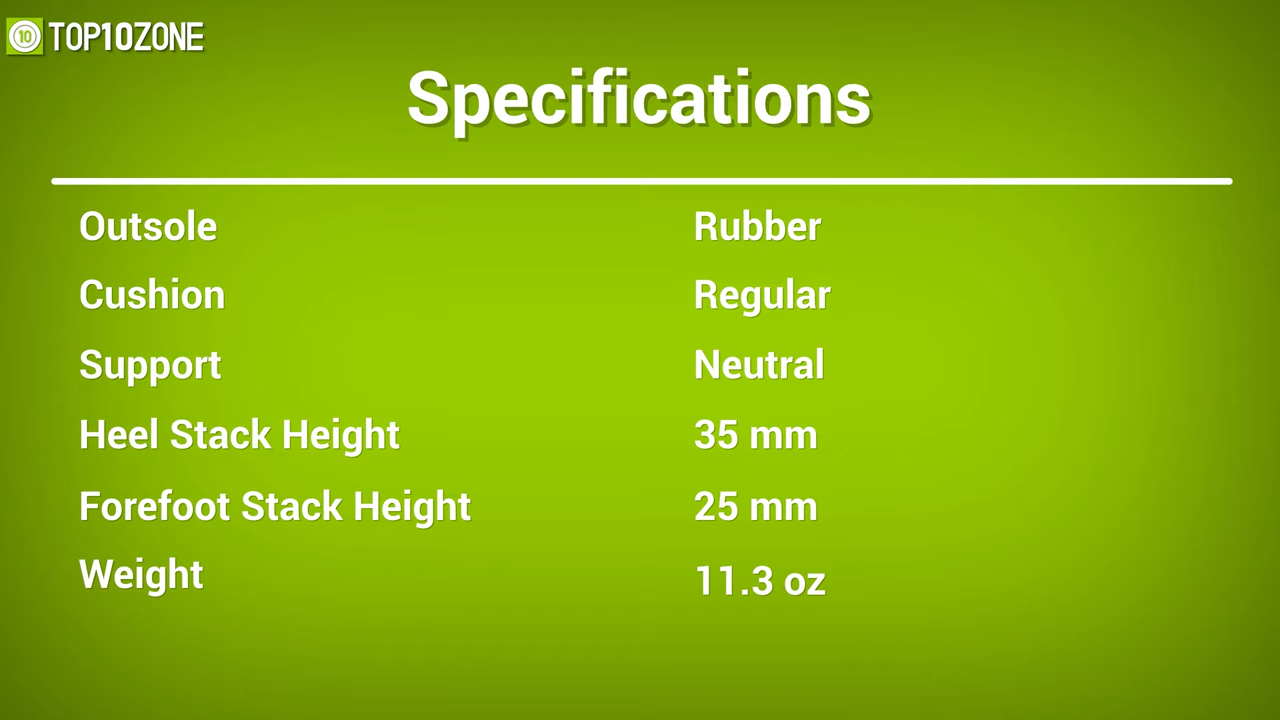 10 TOP10ZONE
Specifications
Outsole Rubber
Cushion Regular
Support Neutral
Heel Stack Height 35 mm
Forefoot Stack Height 25 mm
Weight 11.3 oz